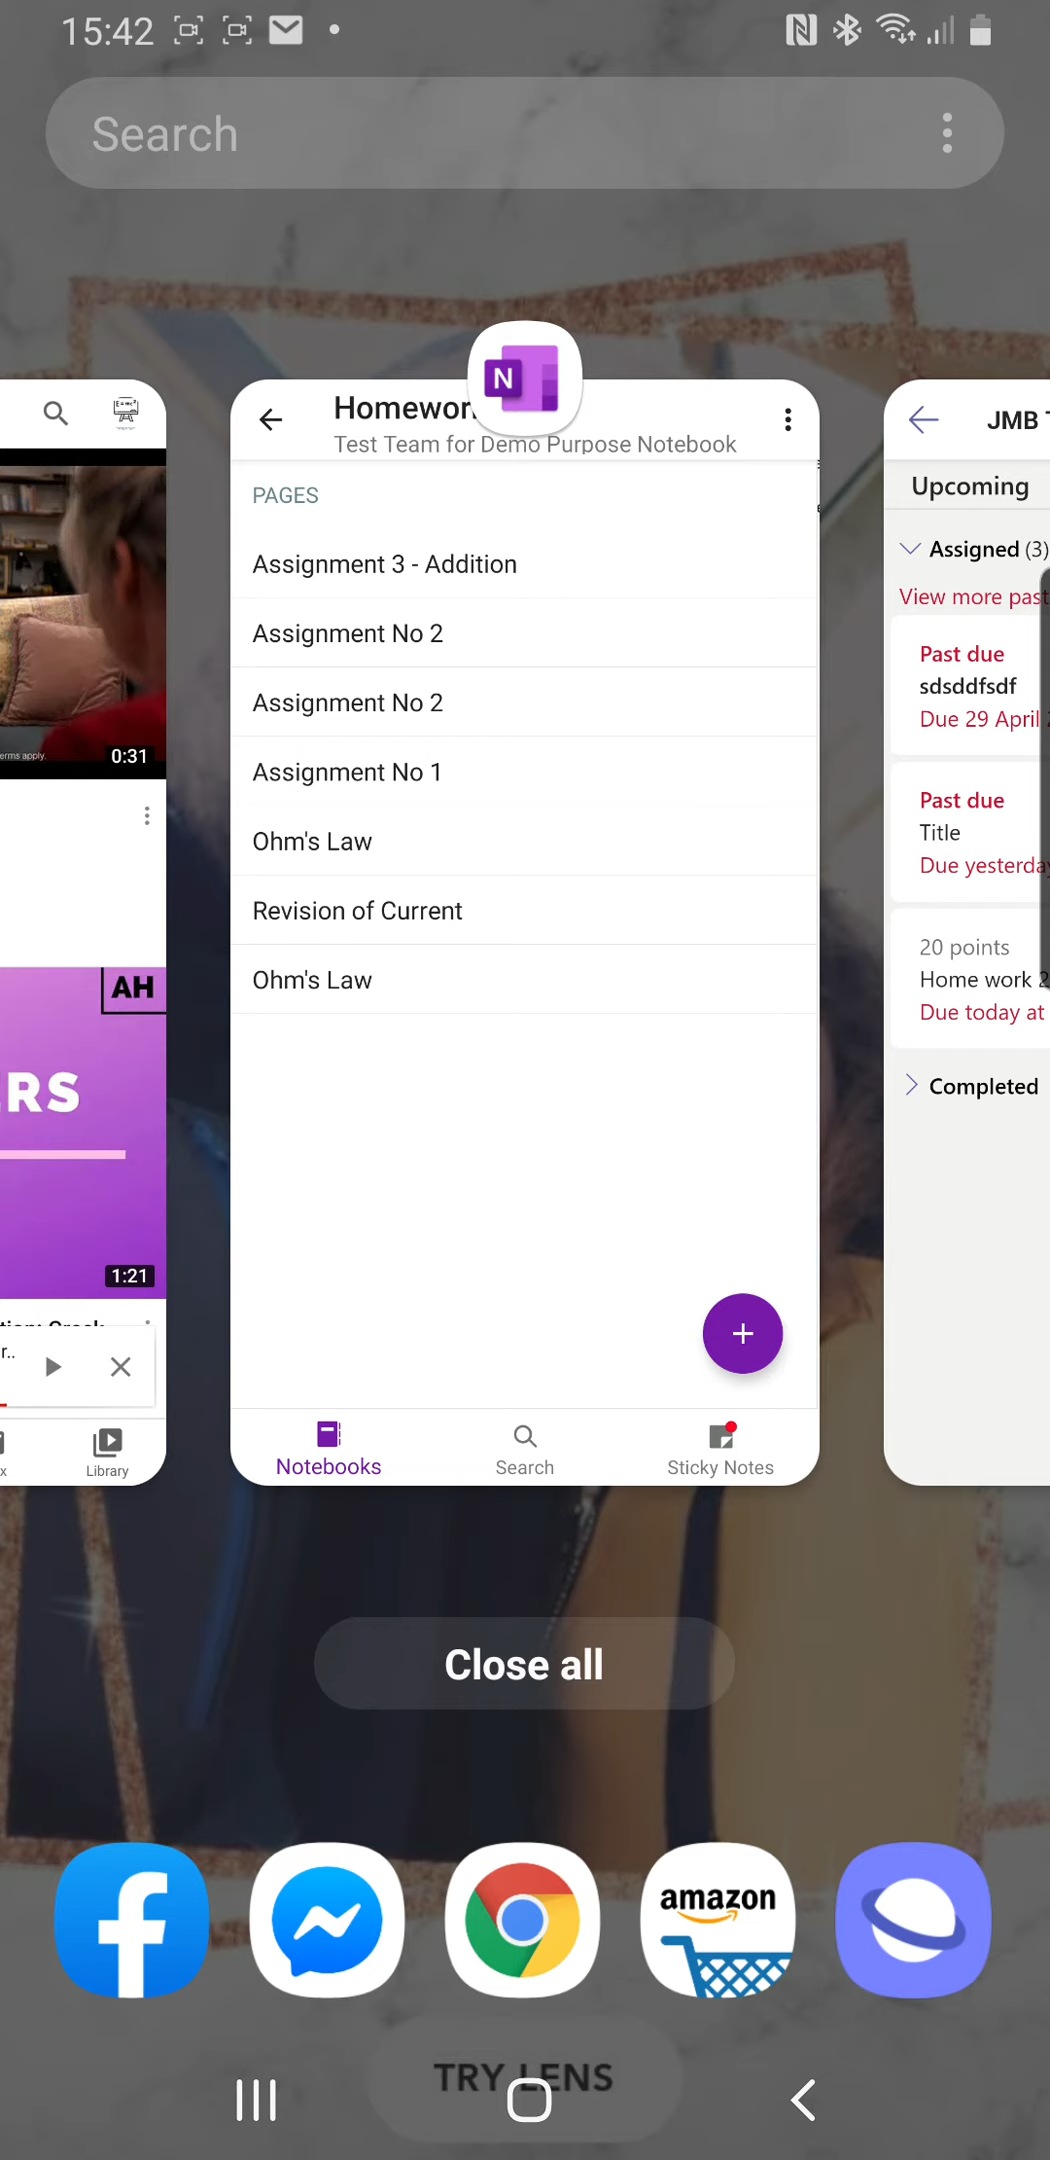 15:42
Search
N
Homewor
Test Team for Demo Purpose Notebook
PAGES
Assignment 3 - Addition
Assignment No 2
Assignment No 2
Assignment No 1
Ohm's Law
Revision of Current
Ohm's Law
Notebooks
Search
Sticky Notes
erms apply.
0:31
AH
RS
1:21
r..
x
Library
JMB T
Upcoming
Assigned (3)
View more past
Past due
sdsddfsdf
Due 29 April
Past due
Title
Due yesterday
20 points
Home work 2
Due today at
Completed
Close all
amazon
TRY LENS